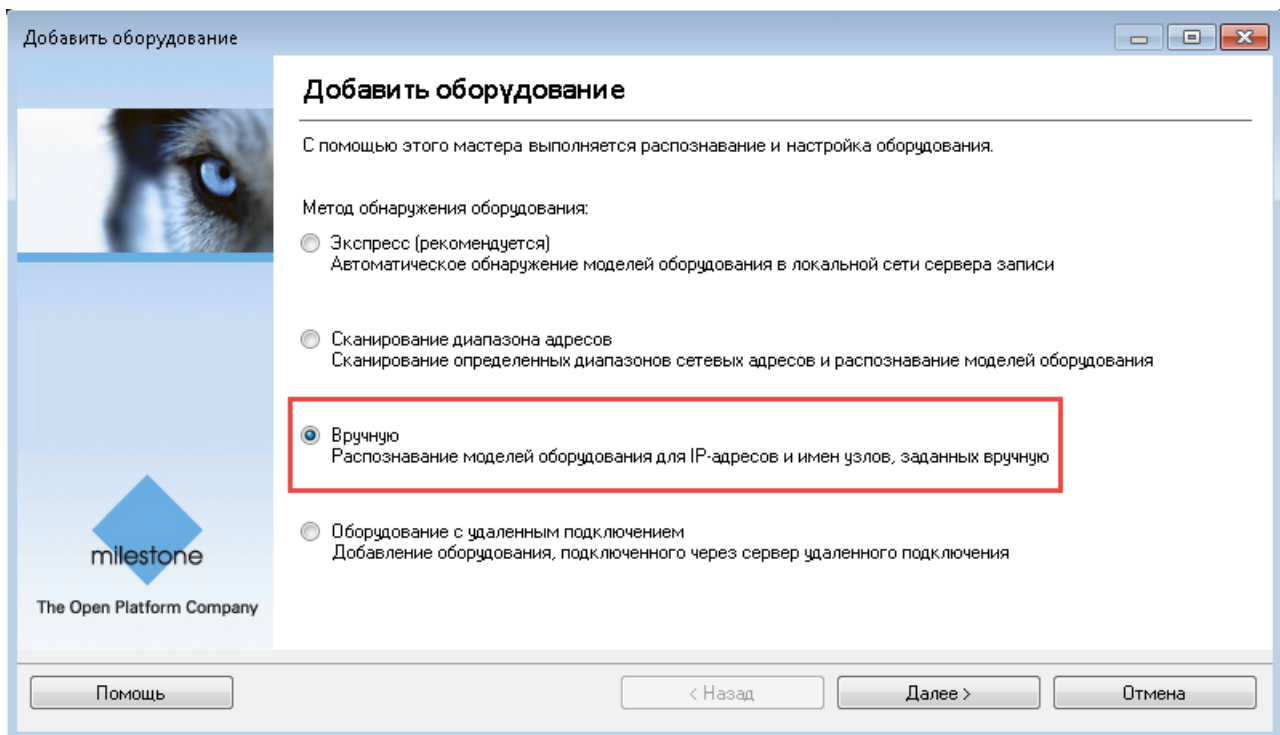 Добавить оборудование
Добавить оборудование
С помощью этого мастера выполняется распознавание и настройка оборудования.
Метод обнаружения оборудования:
Экспресс (рекомендуется)
Автоматическое обнаружение моделей оборудования в локальной сети сервера записи
Сканирование диапазона адресов
Сканирование определенных диапазонов сетевых адресов и распознавание моделей оборудования
Вручную
Распознавание моделей оборудования для IP-адресов и имен узлов, заданных вручную
Оборудование с удаленным подключением
Добавление оборудования, подключенного через сервер удаленного подключения
milestone
The Open Platform Company
Помощь
< Назад
Далее >
Отмена